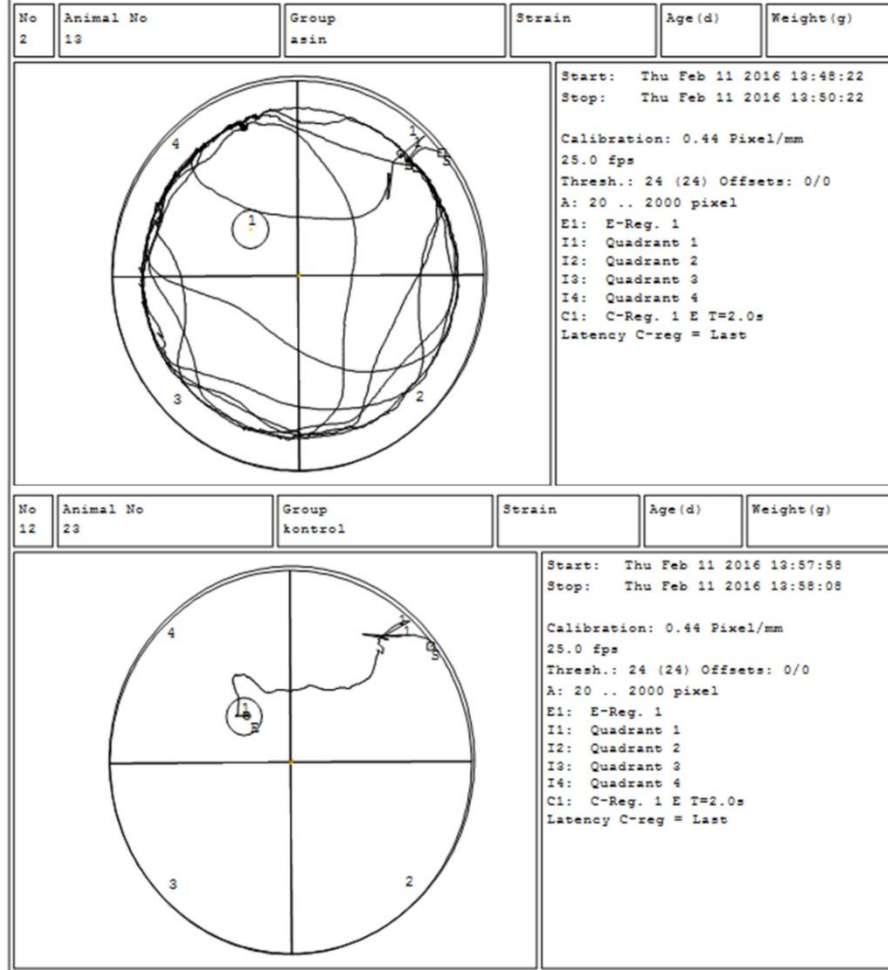 No Animal No Group Strain Age(d) Weight(g)
2 13 asin
Start: Thu Feb 11 2016 13:48:22
Stop: Thu Feb 11 2016 13:50:22
Calibration: 0.44 Pixel/mm
25.0 fps
Thresh.: 24 (24) Offsets: 0/0
A: 20 .. 2000 pixel
E1: E-Reg. 1
I1: Quadrant 1
I2: Quadrant 2
I3: Quadrant 3
I4: Quadrant 4
C1: C-Reg. 1 E T=2.0s
Latency C-reg = Last
4
1
S
1
3
2
No Animal No Group Strain Age(d) Weight(g)
12 23 kontrol
Start: Thu Feb 11 2016 13:57:58
Stop: Thu Feb 11 2016 13:58:08
Calibration: 0.44 Pixel/mm
25.0 fps
Thresh.: 24 (24) Offsets: 0/0
A: 20 .. 2000 pixel
E1: E-Reg. 1
I1: Quadrant 1
I2: Quadrant 2
I3: Quadrant 3
I4: Quadrant 4
C1: C-Reg. 1 E T=2.0s
Latency C-reg = Last
4
1
S
1
E
3
2